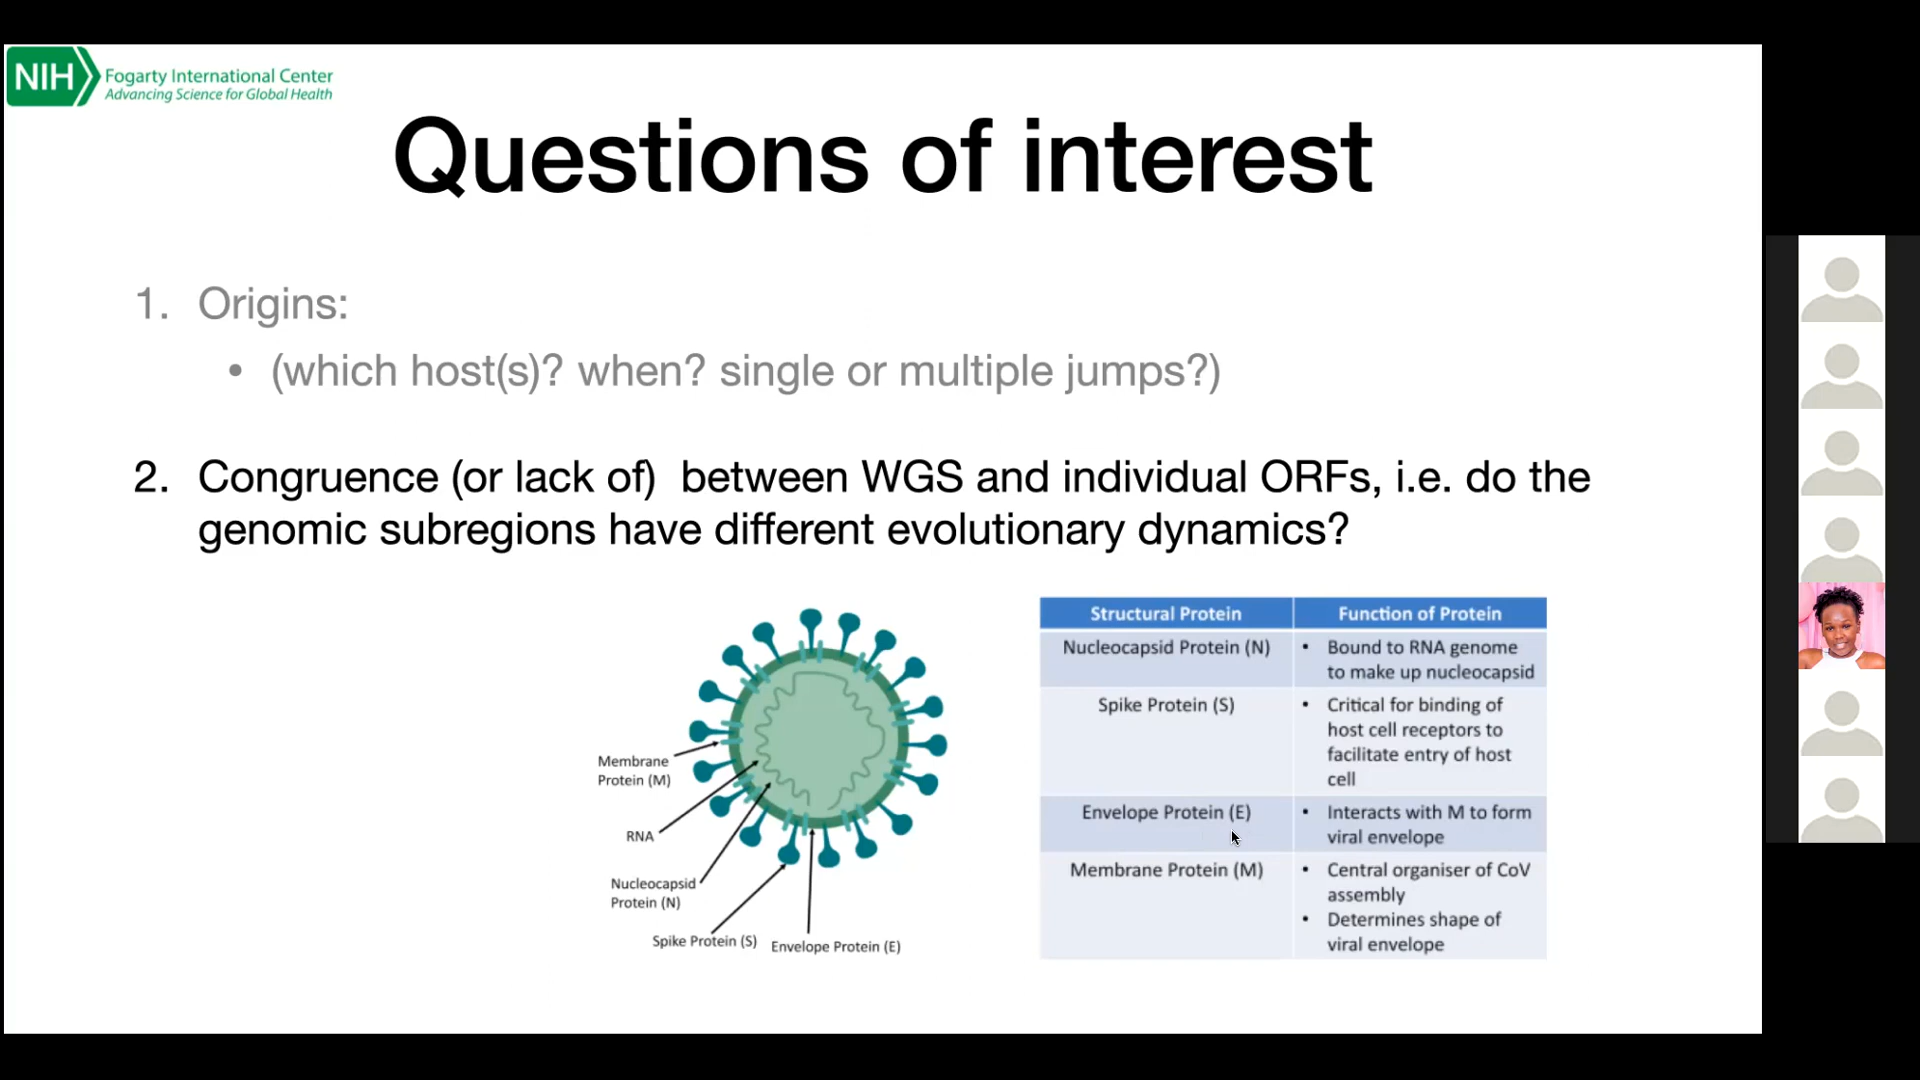 NIH Fogarty International Center
Advancing Science for Global Health
Questions of interest
1. Origins:
• (which host(s)? when? single or multiple jumps?)
2. Congruence (or lack of) between WGS and individual ORFs, i.e. do the
genomic subregions have different evolutionary dynamics?
Membrane
Protein (M)
RNA
Nucleocapsid
Protein (N)
Spike Protein (S)
Envelope Protein (E)
Structural Protein
Function of Protein
Nucleocapsid Protein (N)
• Bound to RNA genome
to make up nucleocapsid
Spike Protein (S)
• Critical for binding of
host cell receptors to
facilitate entry of host
cell
Envelope Protein (E)
• Interacts with M to form
viral envelope
Membrane Protein (M)
• Central organiser of CoV
assembly
• Determines shape of
viral envelope